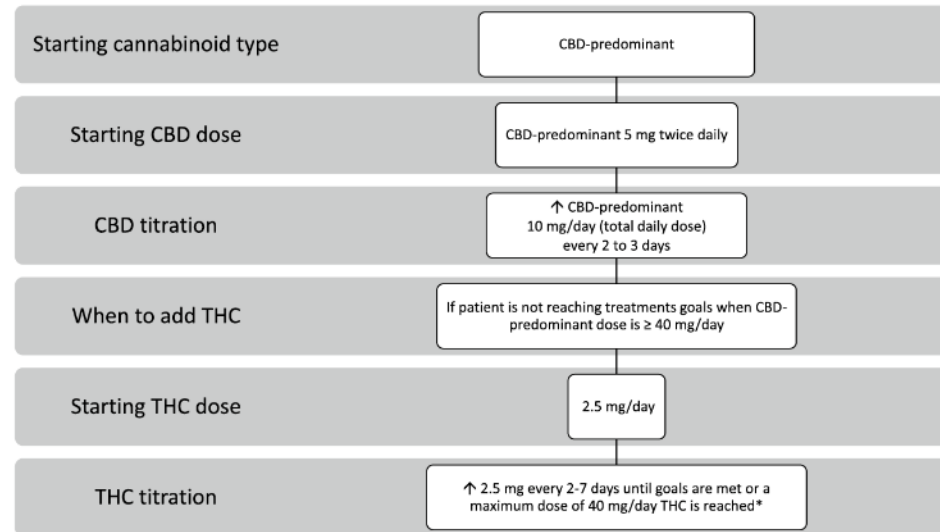 Starting cannabinoid type
CBD-predominant
Starting CBD dose
CBD-predominant 5 mg twice daily
CBD titration
↑ CBD-predominant
10 mg/day (total daily dose)
every 2 to 3 days
When to add THC
If patient is not reaching treatments goals when CBD-
predominant dose is ≥ 40 mg/day
Starting THC dose
2.5 mg/day
THC titration
↑ 2.5 mg every 2-7 days until goals are met or a
maximum dose of 40 mg/day THC is reached*